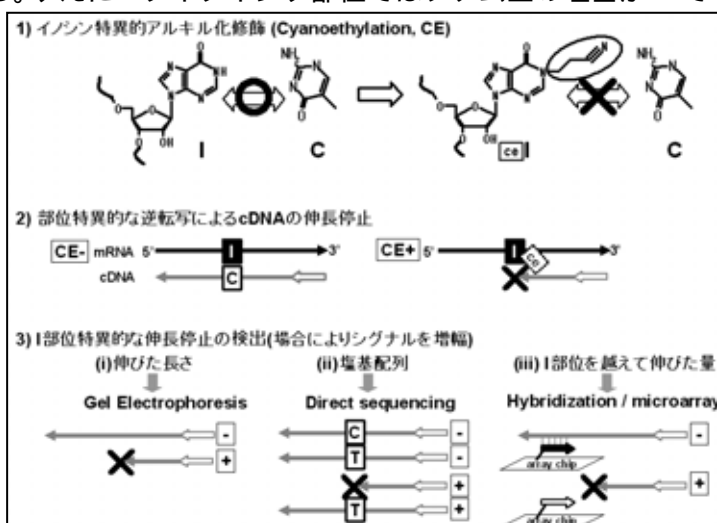 1) イノシン特異的アルキル化修飾 (Cyanoethylation, CE)
NH
N
O
OH
I
C
ce I
C
2) 部位特異的な逆転写によるcDNAの伸長停止
CE- mRNA 5' I 3'
cDNA C
CE+ 5' I 3'
ce
3) I部位特異的な伸長停止の検出(場合によりシグナルを増幅)
(i)伸びた長さ (ii)塩基配列 (iii) I部位を越えて伸びた量
Gel Electrophoresis Direct sequencing Hybridization / microarray
- C - -
+ T - array chip
+ +
T + array chip